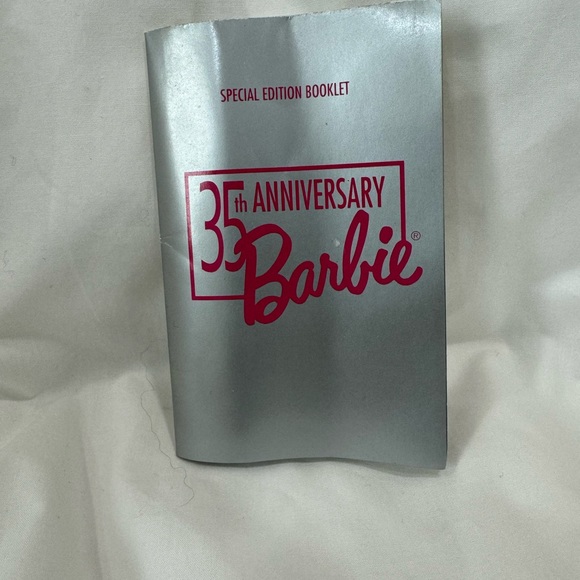 SPECIAL EDITION BOOKLET
35th ANNIVERSARY
Barbie®